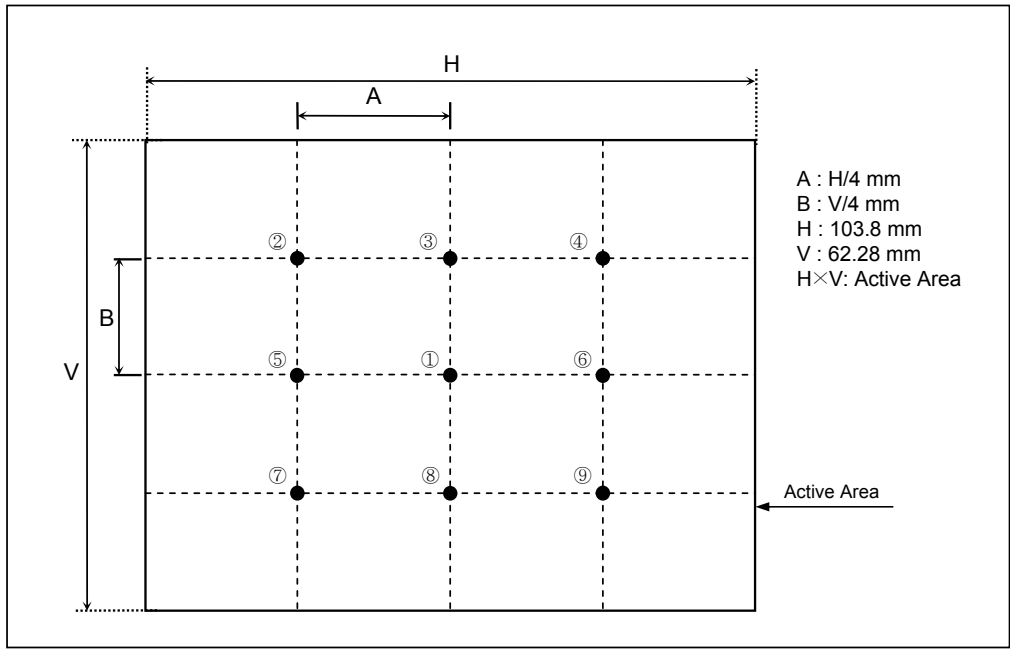 H
A
A : H/4 mm
B : V/4 mm
H : 103.8 mm
V : 62.28 mm
H×V: Active Area
② ③ ④
B
V
⑤ ① ⑥
⑦ ⑧ ⑨
Active Area